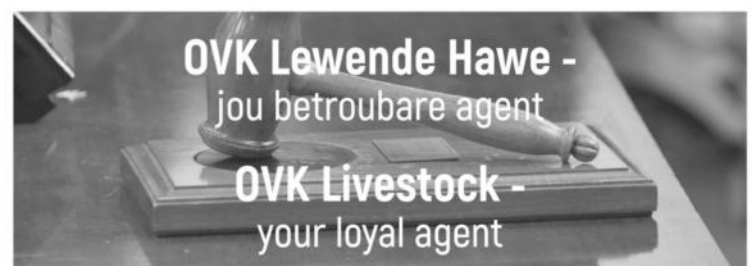 OVK Lewende Hawe -
jou betroubare agent
OVK Livestock -
your loyal agent